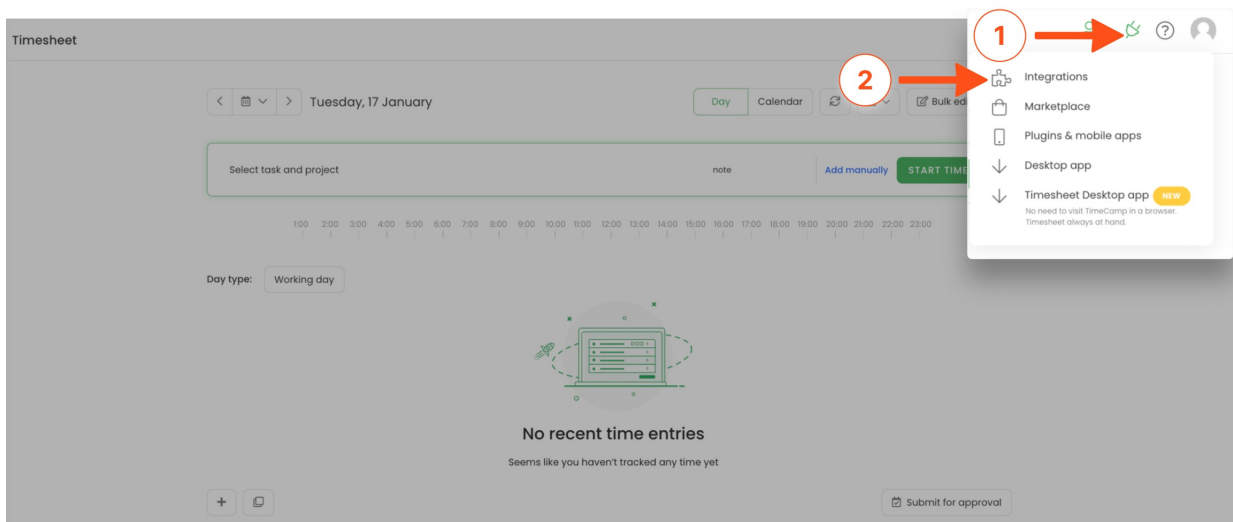 Timesheet
1
2
Integrations
Marketplace
Plugins & mobile apps
Desktop app
Timesheet Desktop app NEW
No need to visit TimeCamp in a browser.
Timesheet always at hand.
Tuesday, 17 January
Day Calendar Bulk
Select task and project note Add manually START
1:00 2:00 3:00 4:00 5:00 6:00 7:00 8:00 9:00 10:00 11:00 12:00 13:00 14:00 15:00 16:00 17:00 18:00 19:00 20:00 21:00 22:00 23:00
Day type: Working day
No recent time entries
Seems like you haven't tracked any time yet
Submit for approval